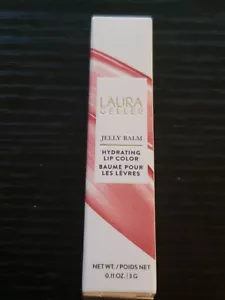 LAURA
GELLER
JELLY BALM
HYDRATING
LIP COLOR
BAUME POUR
LES LÈVRES
NET WT. / POIDS NET
0.11 OZ. | 3 G